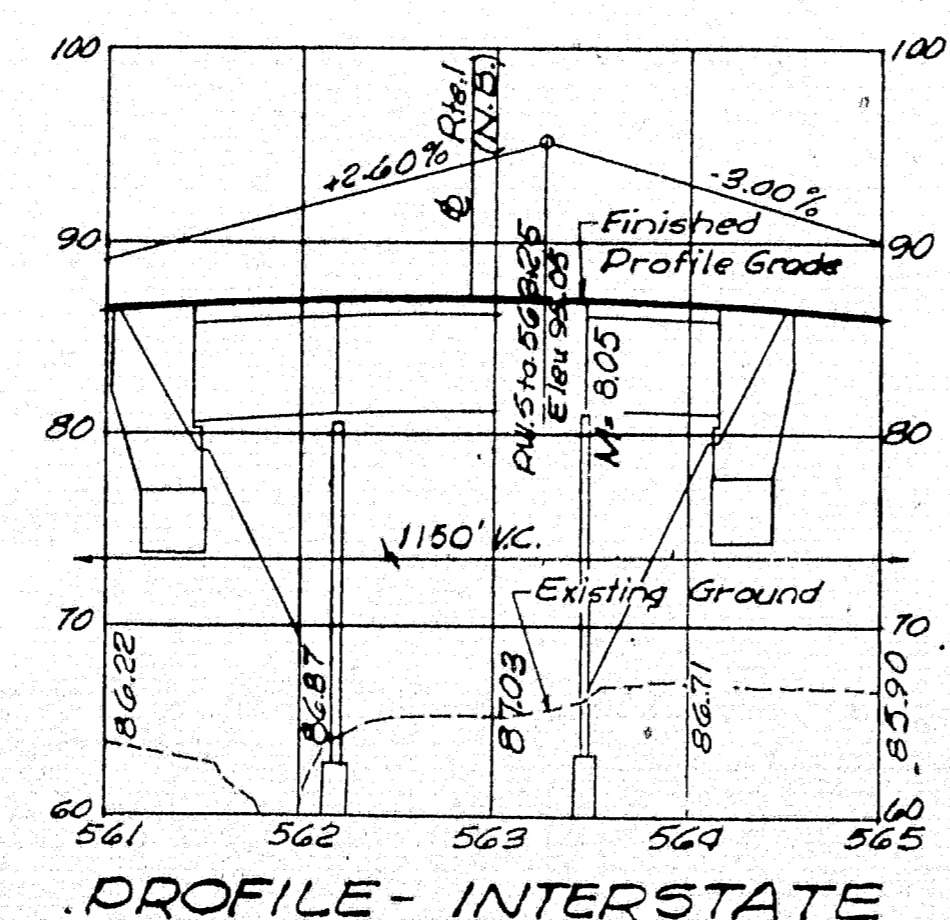 100
100
Rte.1
(N.B.)
+2.60%
-3.00%
90
90
Finished
Profile Grade
P.V.I. Sta. 563+25
Elev 95.05
M= 8.05
80
80
1150' V.C.
Existing Ground
70
70
86.22
86.87
87.03
86.71
85.90
60
60
561
562
563
564
565
PROFILE - INTERSTATE